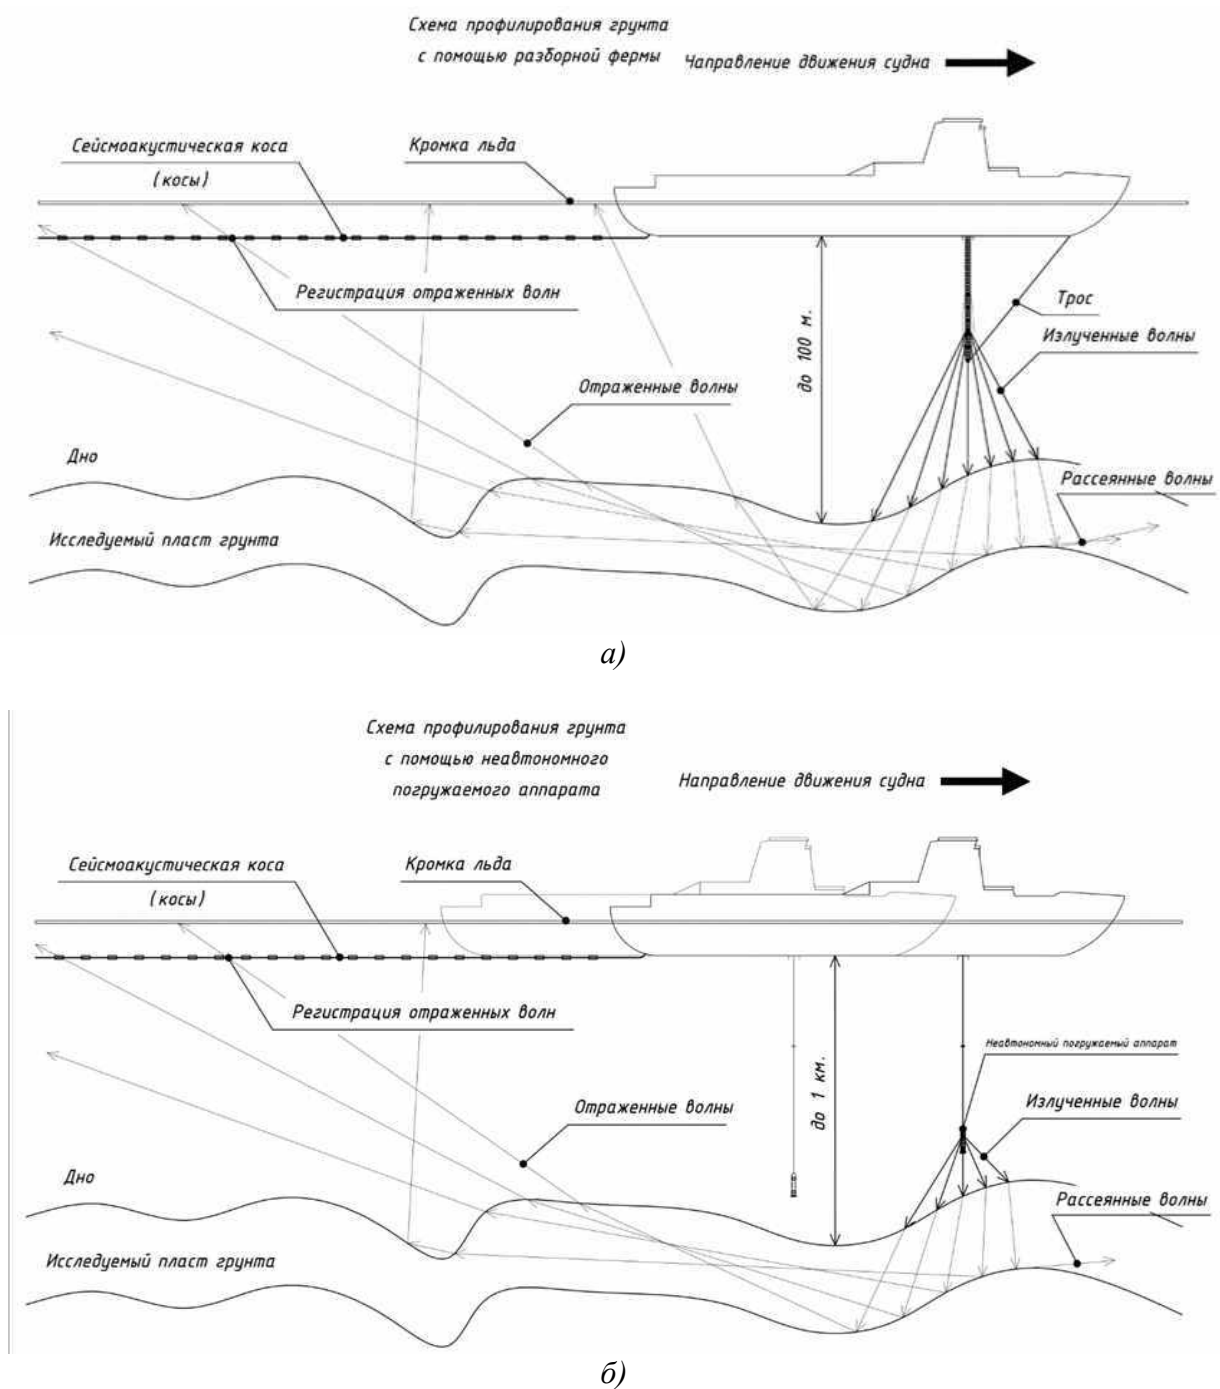 Схема профилирования грунта
с помощью разборной фермы
Чаправление движения судна
Сейсмоакустическая коса
(косы)
Кромка льда
Регистрация отраженных волн
до 100 м.
Трос
Излученные волны
Отраженные волны
Дно
Рассеянные волны
Исследуемый пласт грунта
а)
Схема профилирования грунта
с помощью неавтономного
погружаемого аппарата
Направление движения судна
Сейсмоакустическая коса
(косы)
Кромка льда
Регистрация отраженных волн
до 1 км.
Неавтономный погружаемый аппарат
Излученные волны
Отраженные волны
Дно
Рассеянные волны
Исследуемый пласт грунта
б)